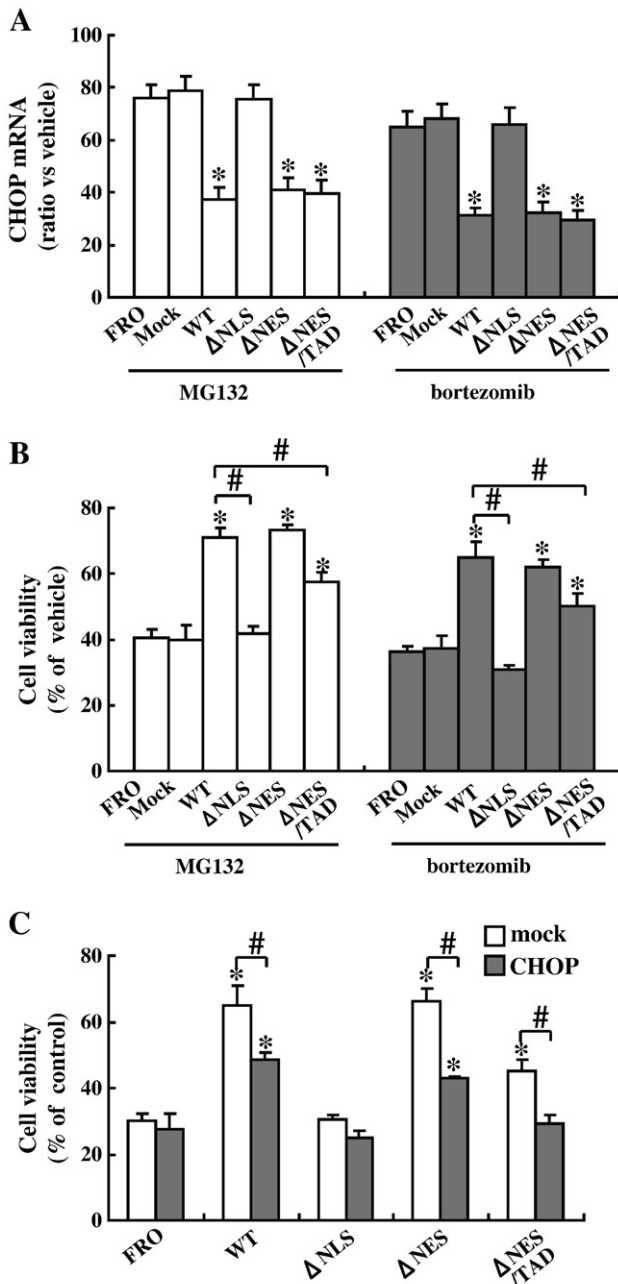 A
CHOP mRNA
(ratio vs vehicle)
100
80
60
40
20
0
* * * * * *
FRO Mock WT ΔNLS ΔNES ΔNES/TAD FRO Mock WT ΔNLS ΔNES ΔNES/TAD
MG132 bortezomib
B
Cell viability
(% of vehicle)
80
60
40
20
0
# #
# #
* * * * * *
FRO Mock WT ΔNLS ΔNES ΔNES/TAD FRO Mock WT ΔNLS ΔNES ΔNES/TAD
MG132 bortezomib
C
mock
CHOP
Cell viability
(% of control)
80
60
40
20
0
# # #
* * * * *
FRO WT ΔNLS ΔNES ΔNES/TAD